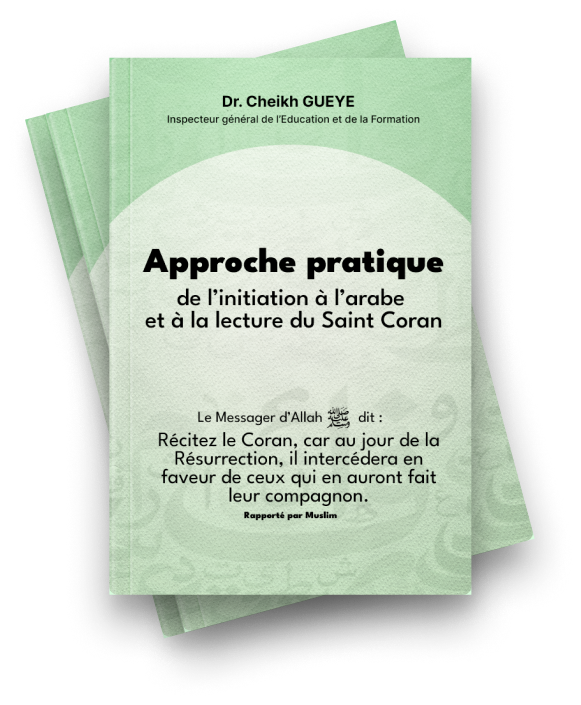 Dr. Cheikh GUEYE
Inspecteur général de l'Education et de la Formation
Approche pratique
de l'initiation à l'arabe
et à la lecture du Saint Coran
Le Messager d'Allah ﷺ dit :
Récitez le Coran, car au jour de la
Résurrection, il intercédera en
faveur de ceux qui en auront fait
leur compagnon.
Rapporté par Muslim